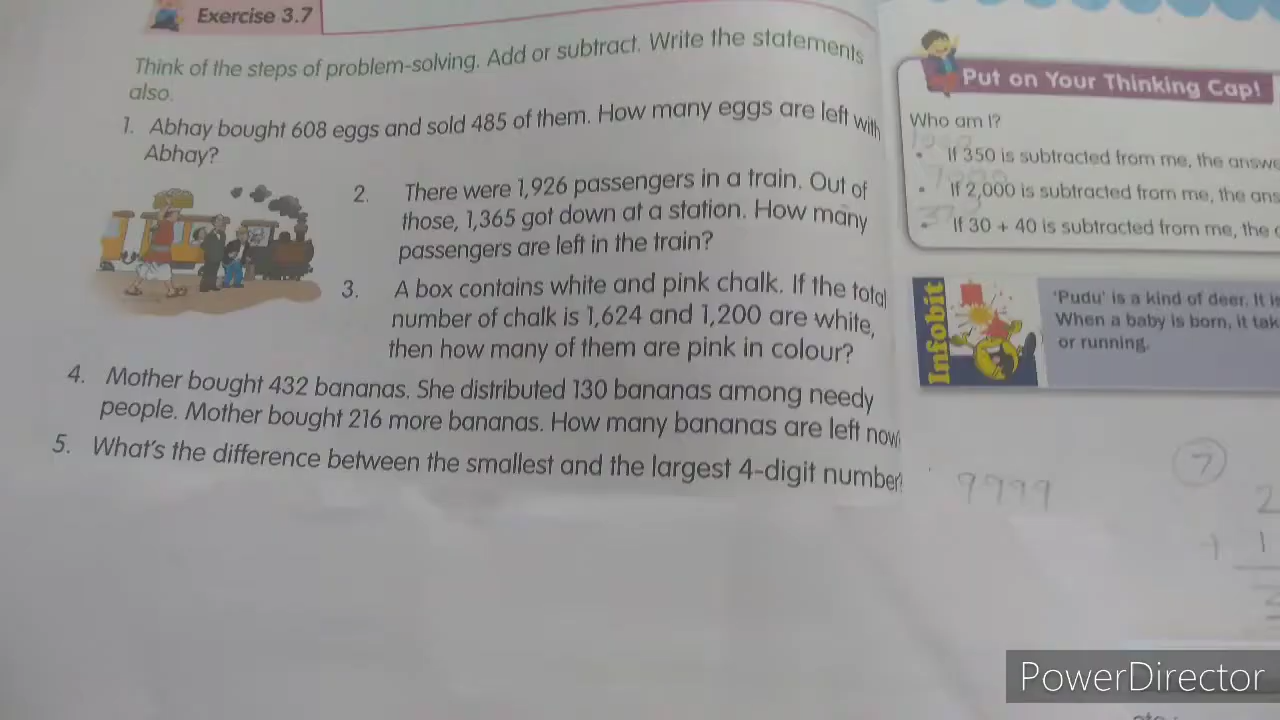 Exercise 3.7
Think of the steps of problem-solving. Add or subtract. Write the statements
also.
1. Abhay bought 608 eggs and sold 485 of them. How many eggs are left with
Abhay?
2. There were 1,926 passengers in a train. Out of
those, 1,365 got down at a station. How many
passengers are left in the train?
3. A box contains white and pink chalk. If the total
number of chalk is 1,624 and 1,200 are white,
then how many of them are pink in colour?
4. Mother bought 432 bananas. She distributed 130 bananas among needy
people. Mother bought 216 more bananas. How many bananas are left now
5. What's the difference between the smallest and the largest 4-digit number?
Put on Your Thinking Cap!
Who am I?
• If 350 is subtracted from me, the answe
• If 2,000 is subtracted from me, the ans
• If 30 + 40 is subtracted from me, the
Infobit
'Pudu' is a kind of deer. It is
When a baby is born, it tak
or running.
9999
7
2
+ 1
PowerDirector